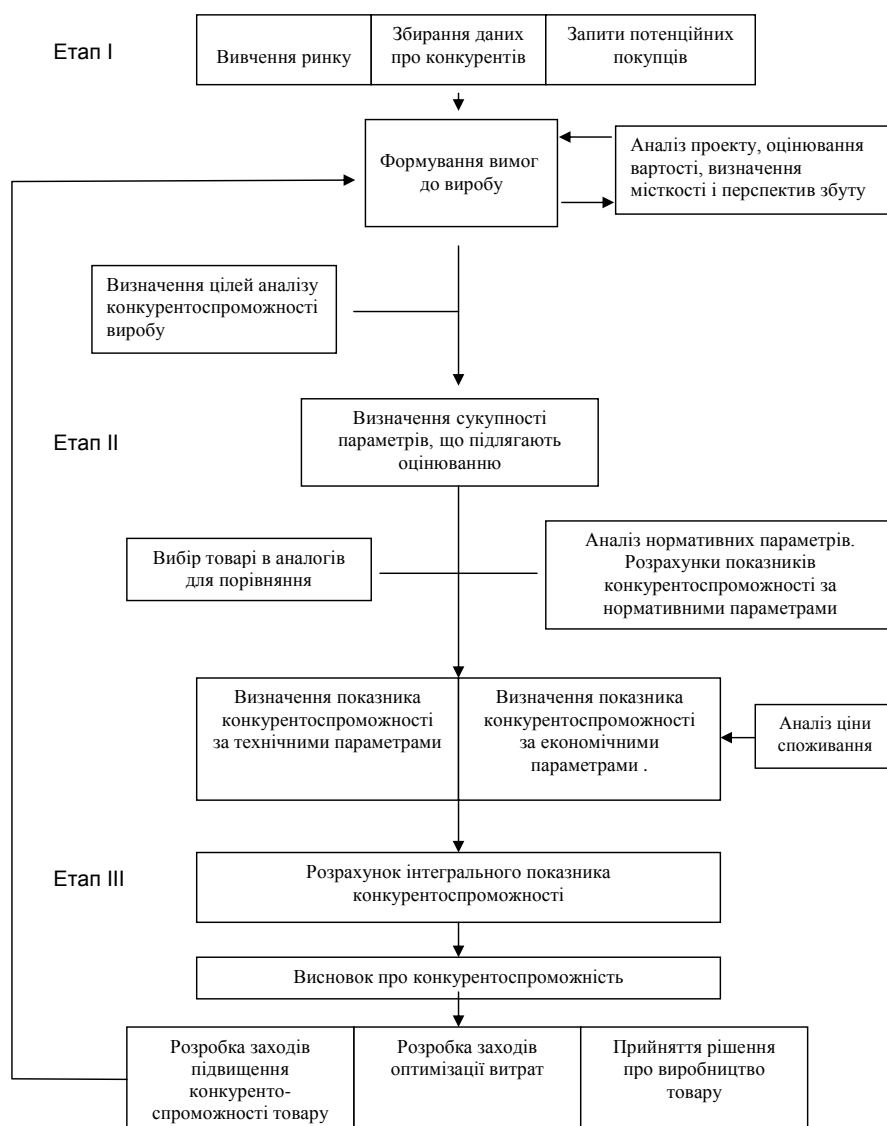 Етап I
Вивчення ринку
Збирання даних
про конкурентів
Запити потенційних
покупців
Формування вимог
до виробу
Аналіз проекту, оцінювання
вартості, визначення
місткості і перспектив збуту
Визначення цілей аналізу
конкурентоспроможності
виробу
Етап II
Визначення сукупності
параметрів, що підлягають
оцінюванню
Вибір товарі в аналогів
для порівняння
Аналіз нормативних параметрів.
Розрахунки показників
конкурентоспроможності за
нормативними параметрами
Визначення показника
конкурентоспроможності
за технічними параметрами
Визначення показника
конкурентоспроможності
за економічними
параметрами .
Аналіз ціни
споживання
Етап III
Розрахунок інтегрального показника
конкурентоспроможності
Висновок про конкурентоспроможність
Розробка заходів
підвищення
конкуренто-
спроможності товару
Розробка заходів
оптимізації витрат
Прийняття рішення
про виробництво
товару